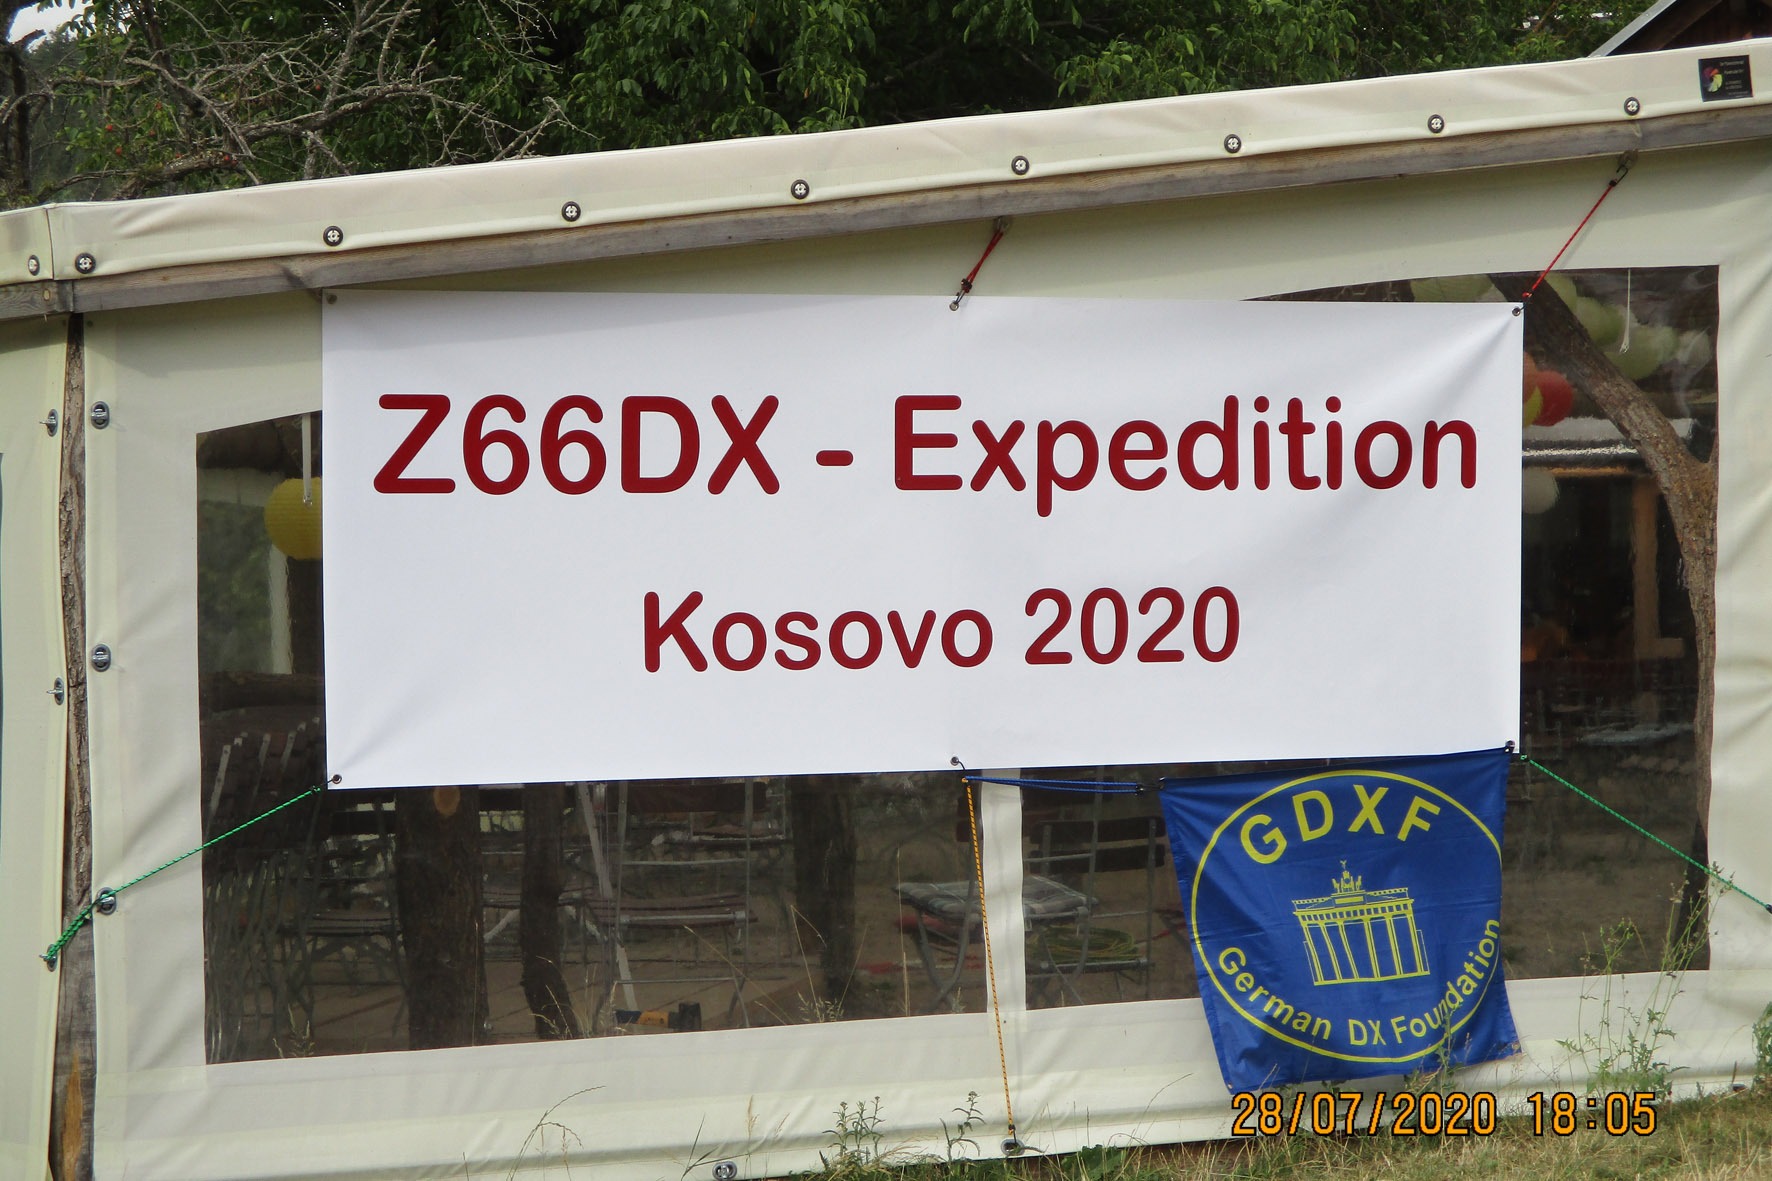 Z66DX - Expedition
Kosovo 2020
GDXF
German DX Foundation
28/07/2020 18:05